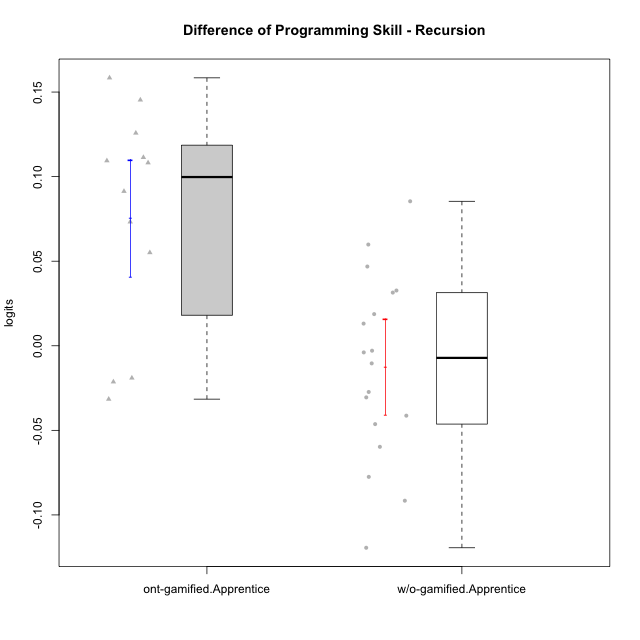 Difference of Programming Skill - Recursion
logits
0.15
0.10
0.05
0.00
-0.05
-0.10
ont-gamified.Apprentice
w/o-gamified.Apprentice